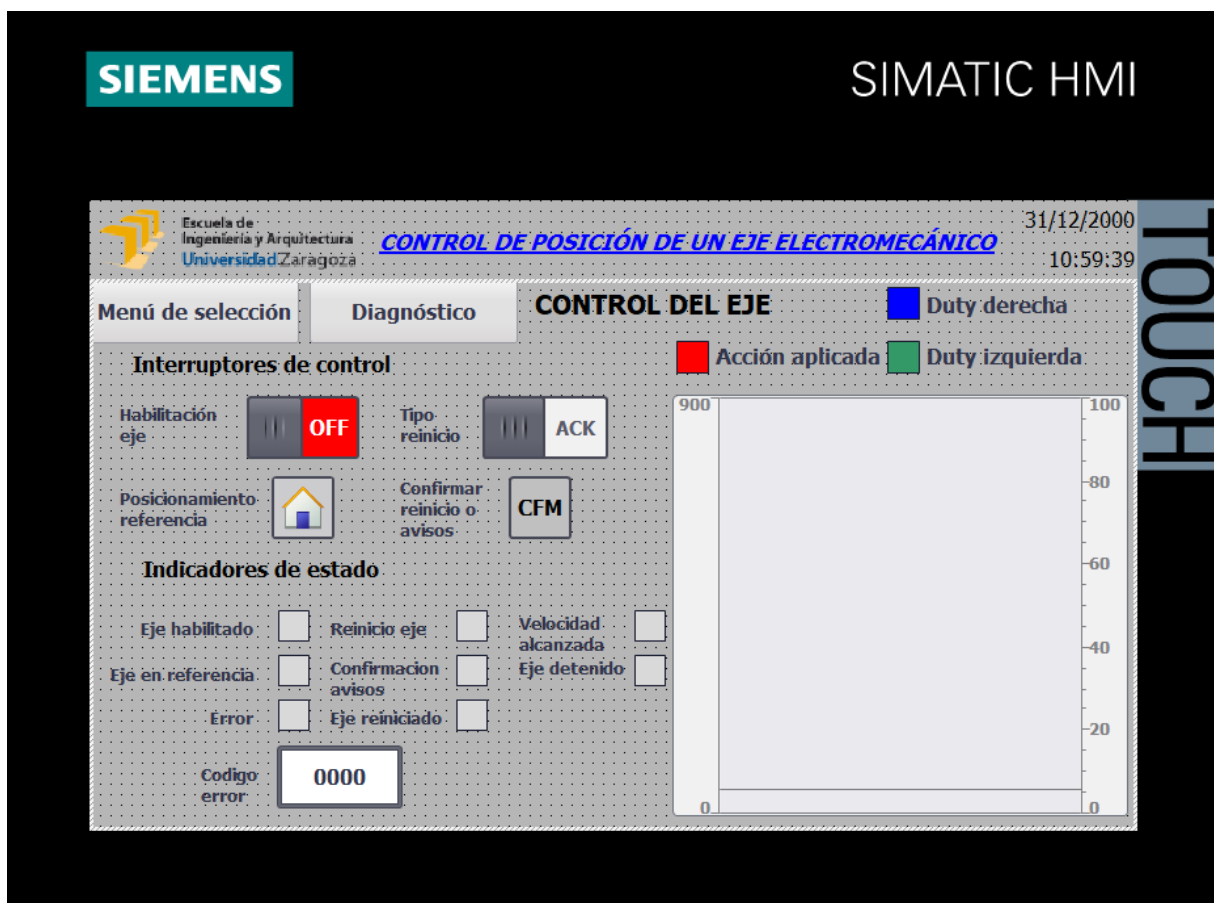 SIEMENS
SIMATIC HMI
TOUCH
Escuela de
Ingeniería y Arquitectura
Universidad Zaragoza
CONTROL DE POSICIÓN DE UN EJE ELECTROMECÁNICO
31/12/2000
10:59:39
Menú de selección
Diagnóstico
CONTROL DEL EJE
Duty derecha
Acción aplicada
Duty izquierda
Interruptores de control
Habilitación
eje
OFF
Tipo
reinicio
ACK
Posicionamiento
referencia
Confirmar
reinicio o
avisos
CFM
Indicadores de estado
Eje habilitado
Reinicio eje
Velocidad
alcanzada
Eje en referencia
Confirmacion
avisos
Eje detenido
Error
Eje reiniciado
Codigo
error
0000
900
0
100
80
60
40
20
0